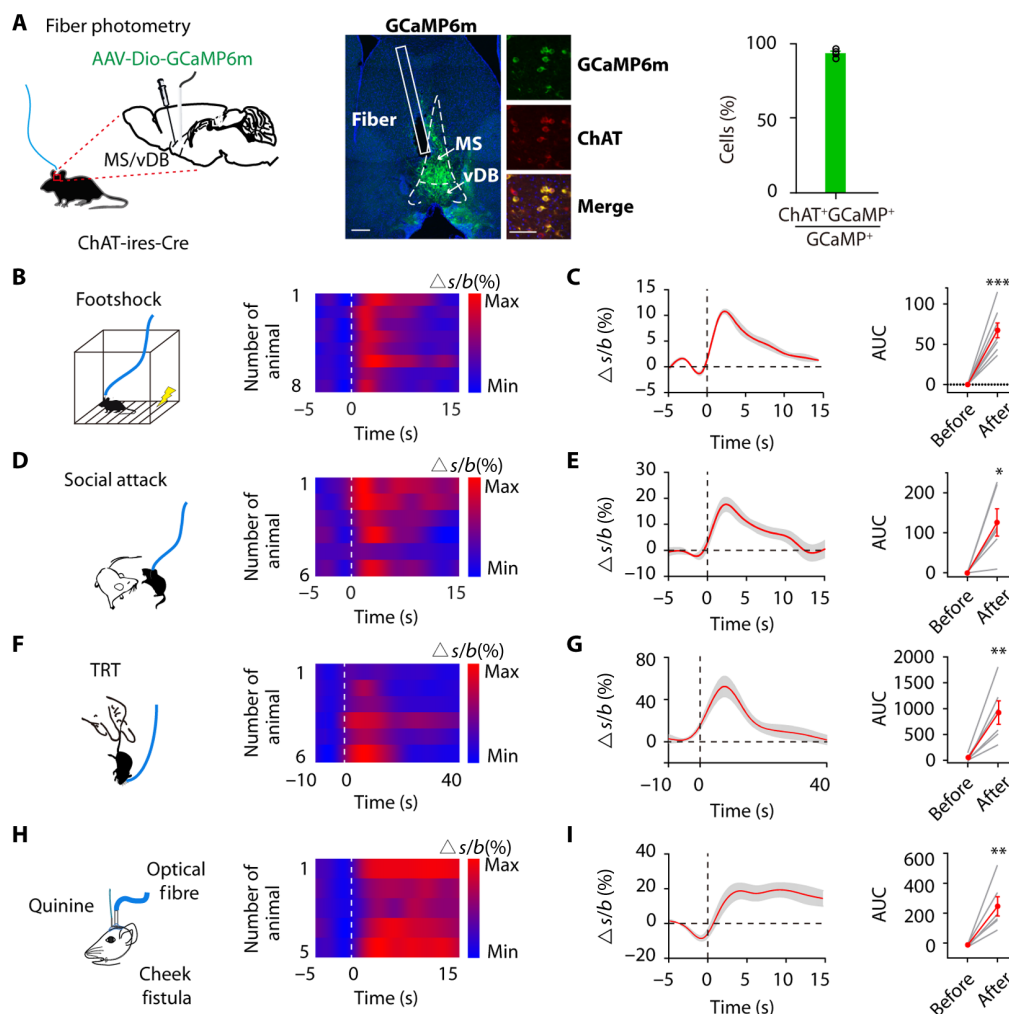 A
Fiber photometry
AAV-Dio-GCaMP6m
MS/vDB
ChAT-ires-Cre
GCaMP6m
Fiber
MS
vDB
GCaMP6m
ChAT
Merge
Cells (%)
100
50
0
ChAT⁺GCaMP⁺
GCaMP⁺
B
Footshock
△ s/b(%)
Number of
animal
1
8
Max
Min
−5 0 15
Time (s)
C
△ s/b (%)
15
10
5
0
−5
−5 0 5 10 15
Time (s)
***
AUC
100
50
0
Before
After
D
Social attack
△ s/b(%)
Number of
animal
1
6
Max
Min
−5 0 15
Time (s)
E
△ s/b (%)
30
20
10
0
−10
−5 0 5 10 15
Time (s)
*
AUC
200
100
0
Before
After
F
TRT
△ s/b(%)
Number of
animal
1
6
Max
Min
−10 0 40
Time (s)
G
△ s/b (%)
80
40
0
−10 0 40
Time (s)
**
AUC
2000
1500
1000
500
0
Before
After
H
Quinine
Optical
fibre
Cheek
fistula
△ s/b(%)
Number of
animal
1
5
Max
Min
−5 0 15
Time (s)
I
△ s/b (%)
40
20
0
−20
−5 0 5 10 15
Time (s)
**
AUC
600
400
200
0
Before
After